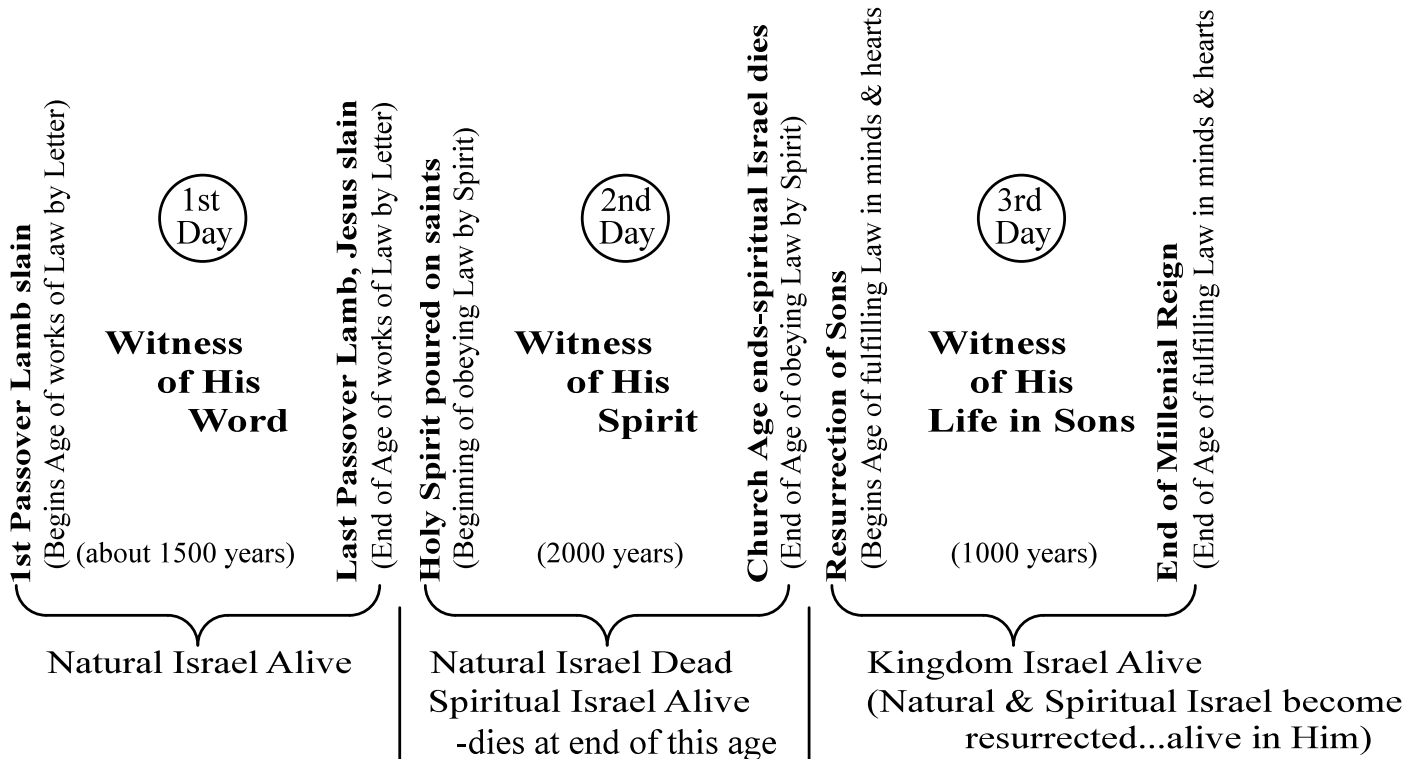 1st Passover Lamb slain
(Begins Age of works of Law by Letter)
1st
Day
Witness
of His
Word
(about 1500 years)
Last Passover Lamb, Jesus slain
(End of Age of works of Law by Letter)
Natural Israel Alive
Holy Spirit poured on saints
(Beginning of obeying Law by Spirit)
2nd
Day
Witness
of His
Spirit
(2000 years)
Church Age ends-spiritual Israel dies
(End of Age of obeying Law by Spirit)
Natural Israel Dead
Spiritual Israel Alive
-dies at end of this age
Resurrection of Sons
(Begins Age of fulfilling Law in minds & hearts
3rd
Day
Witness
of His
Life in Sons
(1000 years)
End of Millenial Reign
(End of Age of fulfilling Law in minds & hearts
Kingdom Israel Alive
(Natural & Spiritual Israel become
resurrected...alive in Him)